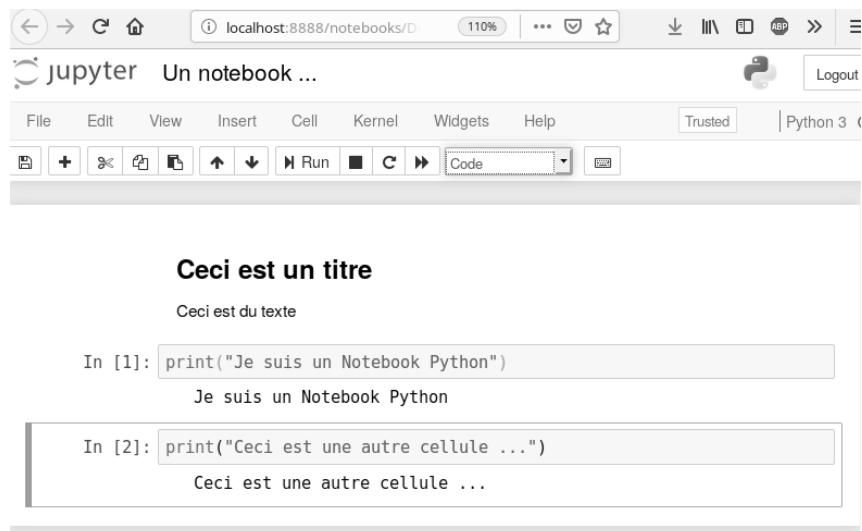 localhost:8888/notebooks/D 110%
ABP
jupyter Un notebook ... Logout
File Edit View Insert Cell Kernel Widgets Help Trusted Python 3
Run Code
Ceci est un titre
Ceci est du texte
In [1]: print("Je suis un Notebook Python")
Je suis un Notebook Python
In [2]: print("Ceci est une autre cellule ...")
Ceci est une autre cellule ...